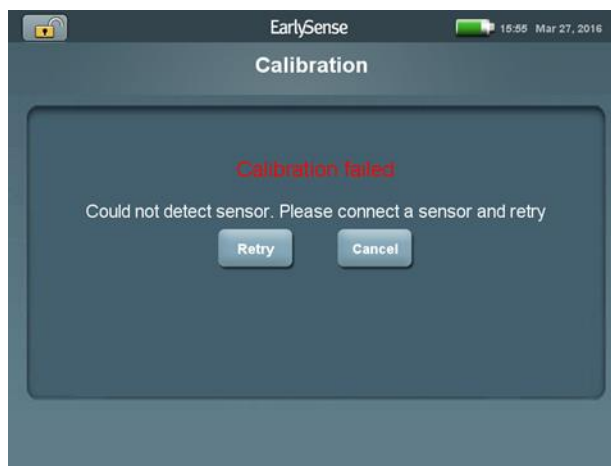 EarlySense
15:55 Mar 27, 2016
Calibration
Calibration failed
Could not detect sensor. Please connect a sensor and retry
Retry
Cancel